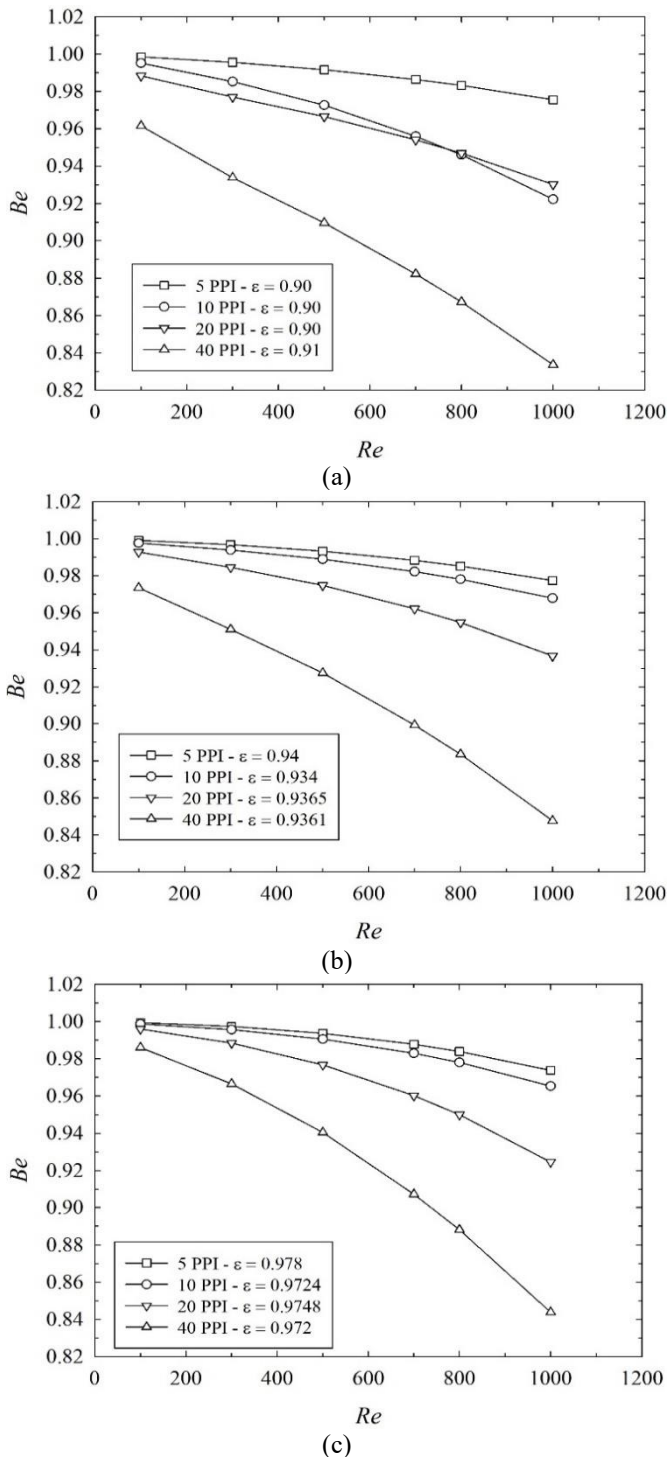 1.02
1.00
0.98
0.96
0.94
0.92
0.90
0.88
0.86
0.84
0.82
Be
5 PPI - ε = 0.90
10 PPI - ε = 0.90
20 PPI - ε = 0.90
40 PPI - ε = 0.91
0 200 400 600 800 1000 1200
Re
(a)
1.02
1.00
0.98
0.96
0.94
0.92
0.90
0.88
0.86
0.84
0.82
Be
5 PPI - ε = 0.94
10 PPI - ε = 0.934
20 PPI - ε = 0.9365
40 PPI - ε = 0.9361
0 200 400 600 800 1000 1200
Re
(b)
1.02
1.00
0.98
0.96
0.94
0.92
0.90
0.88
0.86
0.84
0.82
Be
5 PPI - ε = 0.978
10 PPI - ε = 0.9724
20 PPI - ε = 0.9748
40 PPI - ε = 0.972
0 200 400 600 800 1000 1200
Re
(c)